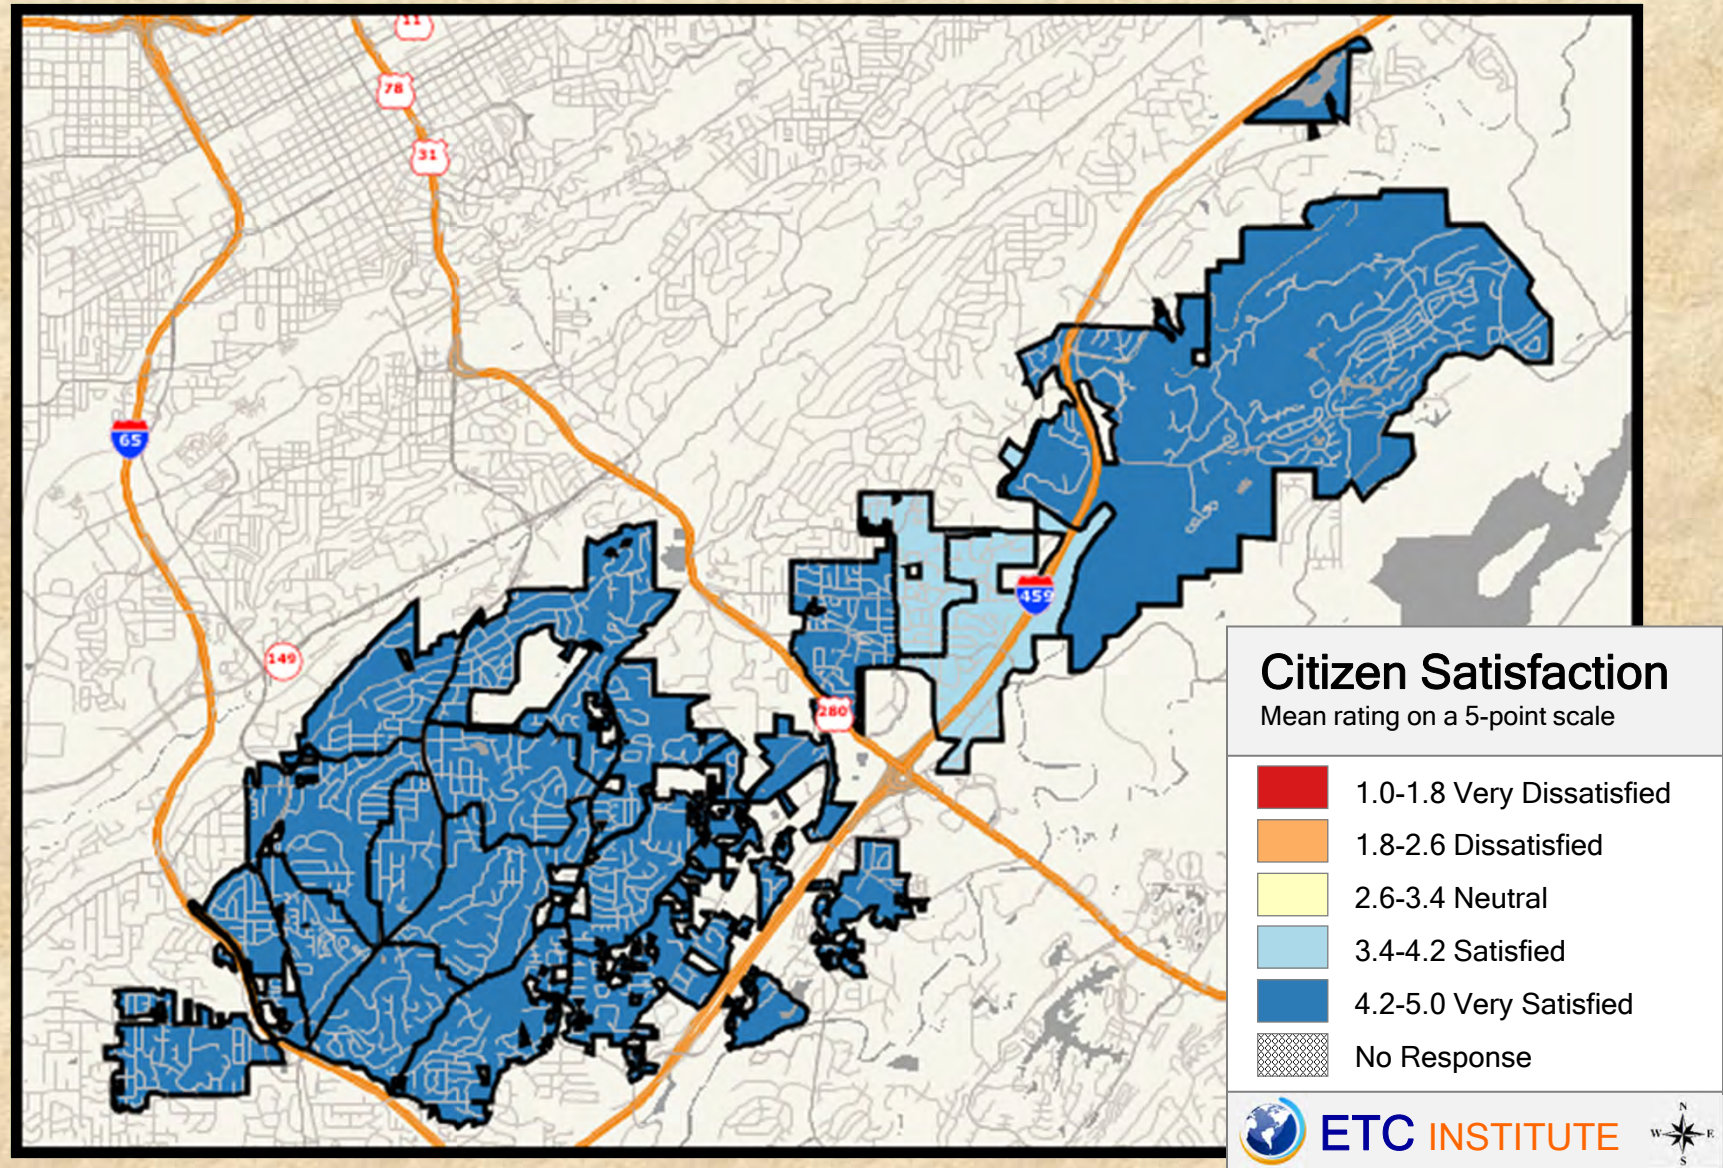 11
78
31
65
149
459
280
Citizen Satisfaction
Mean rating on a 5-point scale
1.0-1.8 Very Dissatisfied
1.8-2.6 Dissatisfied
2.6-3.4 Neutral
3.4-4.2 Satisfied
4.2-5.0 Very Satisfied
No Response
ETC INSTITUTE
N
W E
S